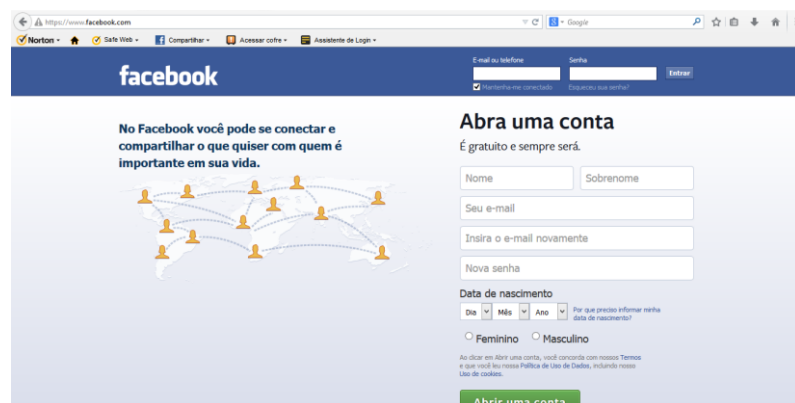 https://www.facebook.com
Google
Norton
Safe Web
Compartilhar
Acessar cofre
Assistente de Login
facebook
E-mail ou telefone
Senha
Entrar
Mantenha-me conectado
Esqueceu sua senha?
No Facebook você pode se conectar e
compartilhar o que quiser com quem é
importante em sua vida.
Abra uma conta
É gratuito e sempre será.
Nome
Sobrenome
Seu e-mail
Insira o e-mail novamente
Nova senha
Data de nascimento
Dia
Mês
Ano
Por que preciso informar minha
data de nascimento?
Feminino
Masculino
Ao clicar em Abrir uma conta, você concorda com nossos Termos
e que você leu nossa Política de Uso de Dados, incluindo nosso
Uso de cookies.
Abrir uma conta